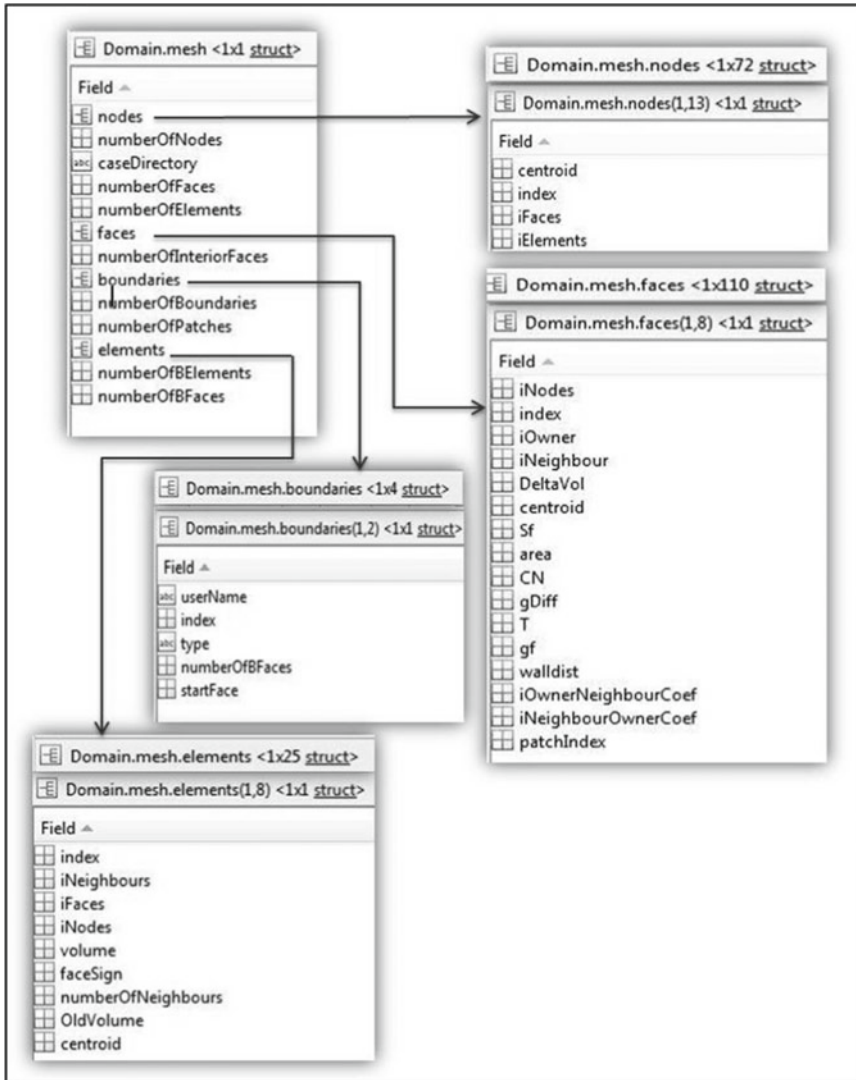 Domain.mesh <1x1 struct>
Field
nodes
numberOfNodes
abc caseDirectory
numberOfFaces
numberOfElements
faces
numberOfInteriorFaces
boundaries
numberOfBoundaries
numberOfPatches
elements
numberOfBElements
numberOfBFaces
Domain.mesh.nodes <1x72 struct>
Domain.mesh.nodes(1,13) <1x1 struct>
Field
centroid
index
iFaces
iElements
Domain.mesh.faces <1x110 struct>
Domain.mesh.faces(1,8) <1x1 struct>
Field
iNodes
index
iOwner
iNeighbour
DeltaVol
centroid
Sf
area
CN
gDiff
T
gf
walldist
iOwnerNeighbourCoef
iNeighbourOwnerCoef
patchIndex
Domain.mesh.boundaries <1x4 struct>
Domain.mesh.boundaries(1,2) <1x1 struct>
Field
abc userName
index
abc type
numberOfBFaces
startFace
Domain.mesh.elements <1x25 struct>
Domain.mesh.elements(1,8) <1x1 struct>
Field
index
iNeighbours
iFaces
iNodes
volume
faceSign
numberOfNeighbours
OldVolume
centroid